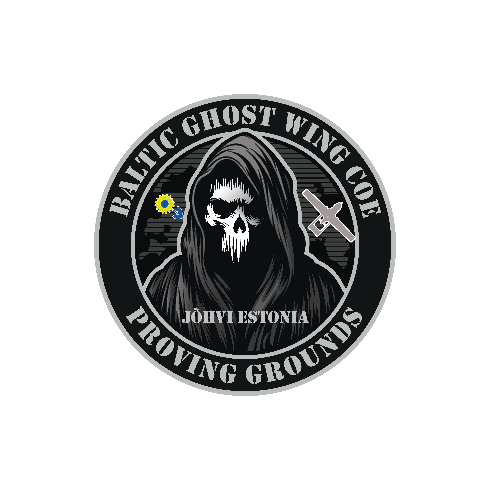 BALTIC GHOST WING COE
JÕHVI ESTONIA
PROVING GROUNDS